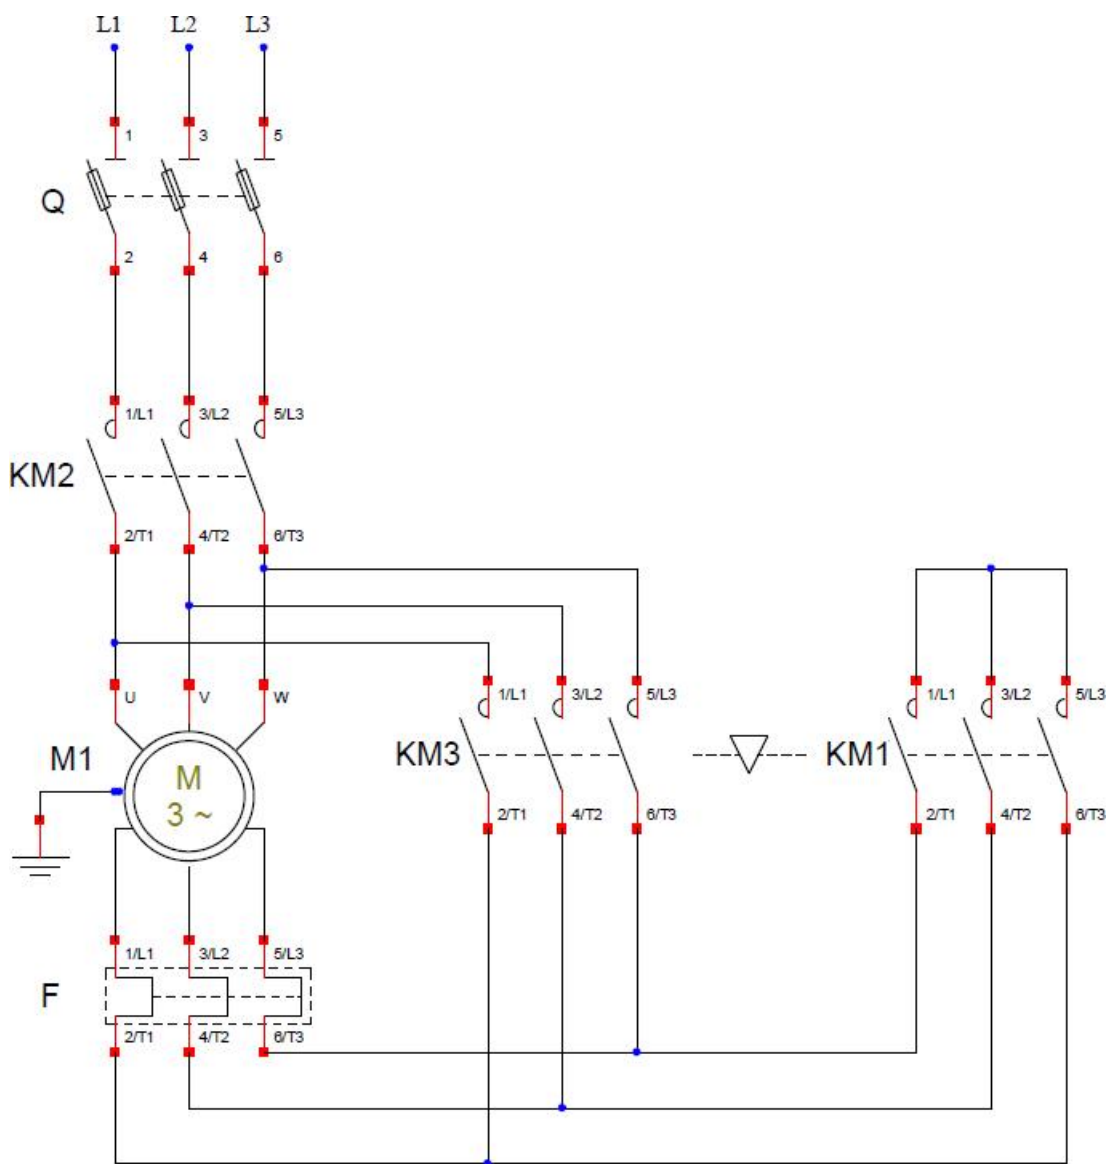 L1 L2 L3
1 3 5
Q
2 4 6
1/L1 3/L2 5/L3
KM2
2/T1 4/T2 6/T3
U V W
1/L1 3/L2 5/L3
1/L1 3/L2 5/L3
M1
KM3
KM1
M
3 ~
2/T1 4/T2 6/T3
2/T1 4/T2 6/T3
1/L1 3/L2 5/L3
F
2/T1 4/T2 6/T3